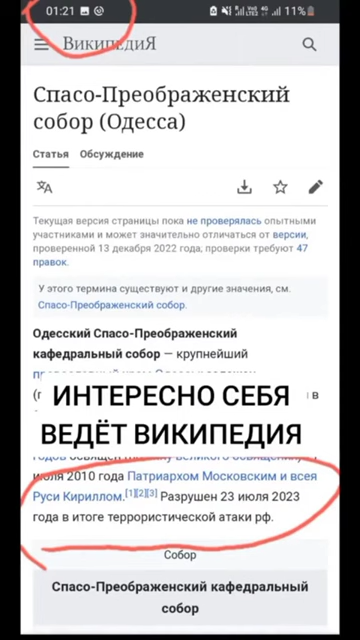 01:21
11%
ВИКИПЕДИЯ
Спасо-Преображенский
собор (Одесса)
Статья Обсуждение
Текущая версия страницы пока не проверялась опытными
участниками и может значительно отличаться от версии,
проверенной 13 декабря 2022 года; проверки требуют 47
правок.
У этого термина существуют и другие значения, см.
Спасо-Преображенский собор.
Одесский Спасо-Преображенский
кафедральный собор — крупнейший
ИНТЕРЕСНО СЕБЯ
ВЕДЁТ ВИКИПЕДИЯ
июля 2010 года Патриархом Московским и всея
Руси Кириллом.[1][2][3] Разрушен 23 июля 2023
года в итоге террористической атаки рф.
Собор
Спасо-Преображенский кафедральный
собор